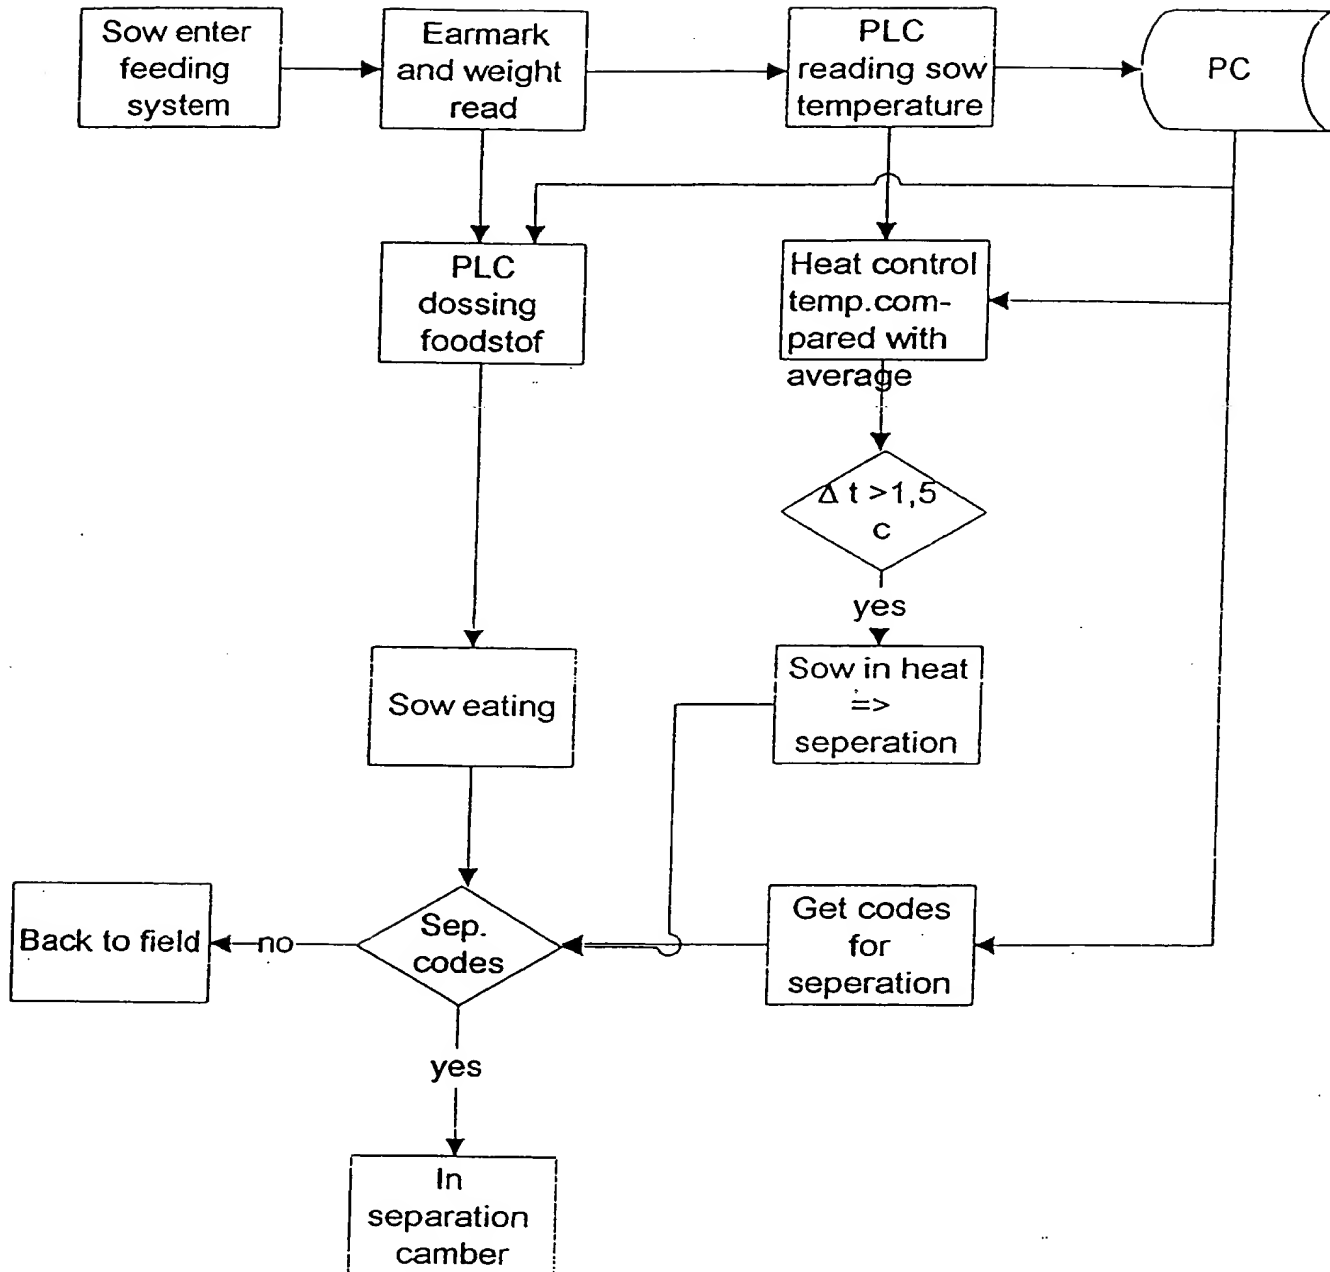 Sow enter
feeding
system
Earmark
and weight
read
PLC
reading sow
temperature
PC
PLC
dossing
foodstof
Heat control
temp.com-
pared with
average
Δ t >1,5
c
yes
Sow eating
Sow in heat
=>
seperation
Back to field
no
Sep.
codes
Get codes
for
seperation
yes
In
separation
camber